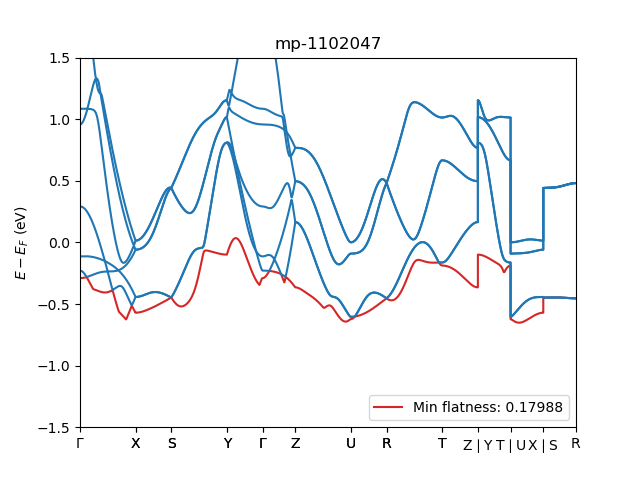 mp-1102047
E − E_F (eV)
1.5
1.0
0.5
0.0
−0.5
−1.0
−1.5
Min flatness: 0.17988
Γ X S Y Γ Z U R T Z|Y T|U X|S R